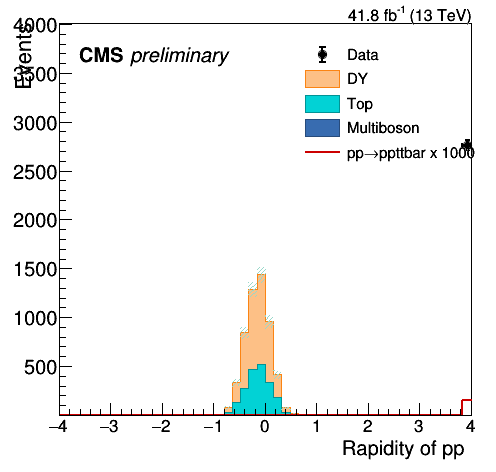 41.8 fb-1 (13 TeV)
Events
CMS preliminary
Data
DY
Top
Multiboson
pp→ppttbar x 1000
4000
3500
3000
2500
2000
1500
1000
500
−4 −3 −2 −1 0 1 2 3 4
Rapidity of pp